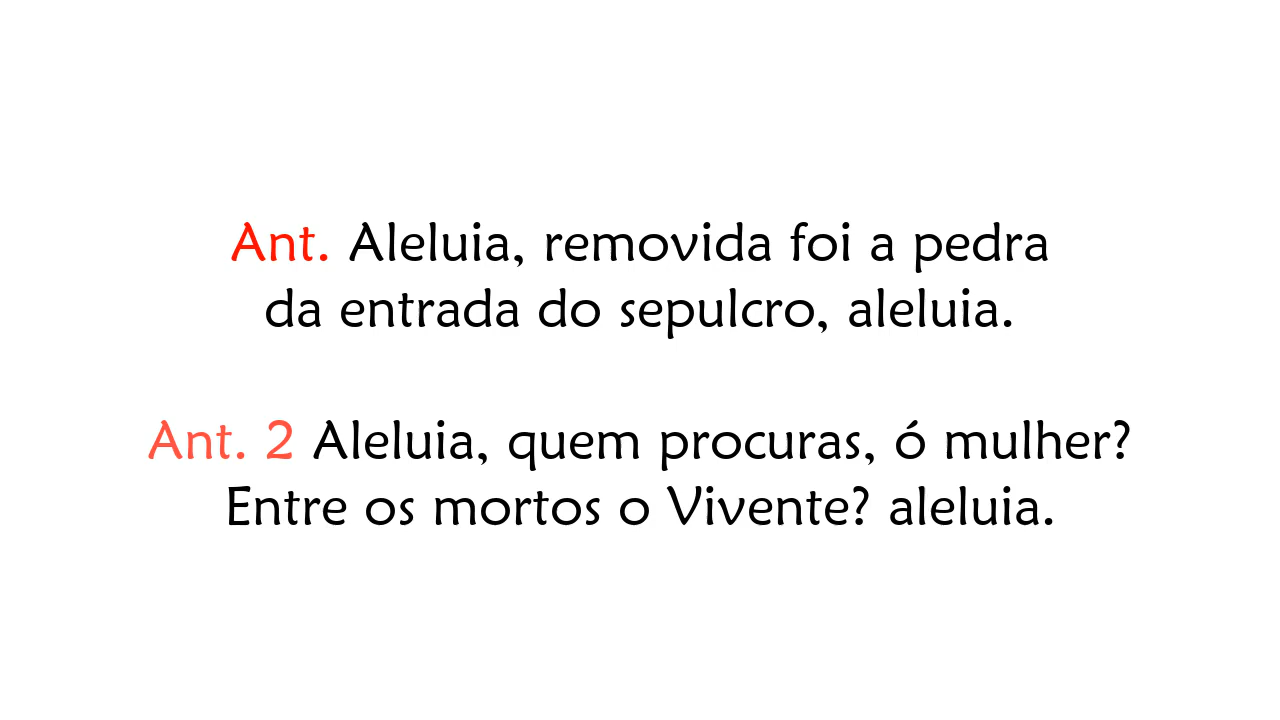 Ant. Aleluia, removida foi a pedra
da entrada do sepulcro, aleluia.
Ant. 2 Aleluia, quem procuras, ó mulher?
Entre os mortos o Vivente? aleluia.